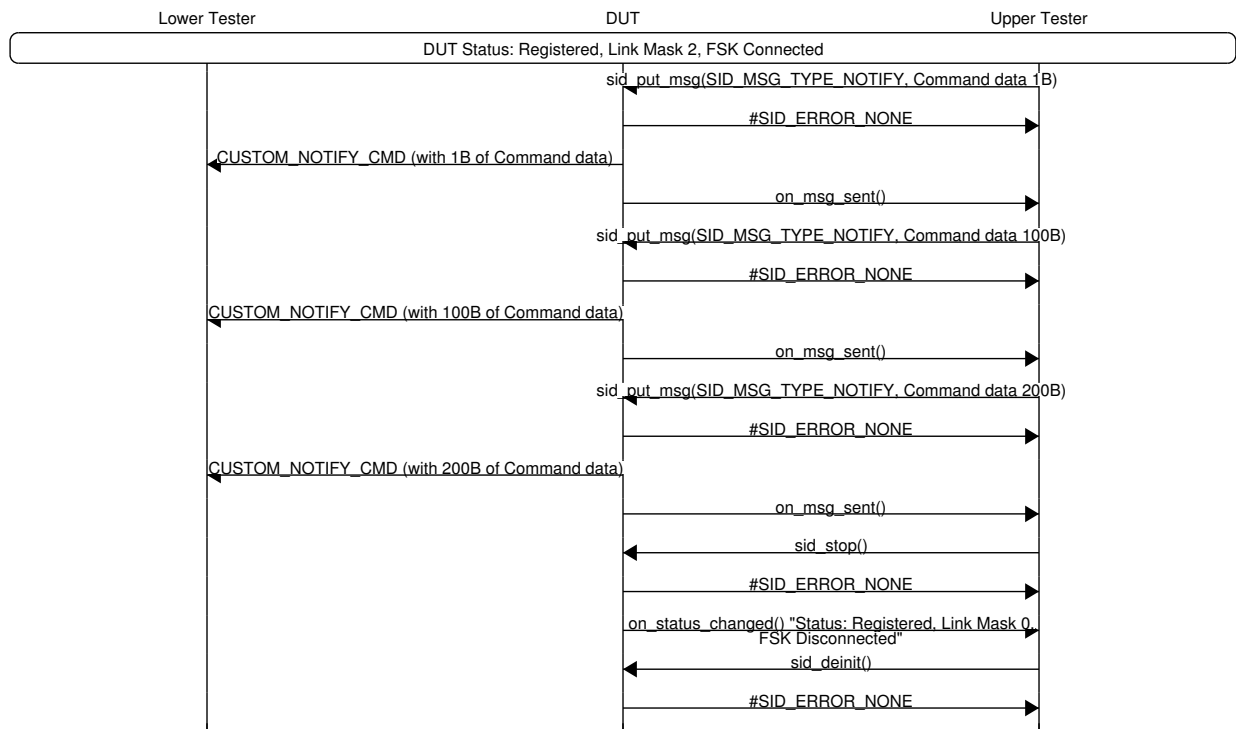 Lower Tester
DUT
Upper Tester
DUT Status: Registered, Link Mask 2, FSK Connected
sid_put_msg(SID_MSG_TYPE_NOTIFY, Command data 1B)
#SID_ERROR_NONE
CUSTOM_NOTIFY_CMD (with 1B of Command data)
on_msg_sent()
sid_put_msg(SID_MSG_TYPE_NOTIFY, Command data 100B)
#SID_ERROR_NONE
CUSTOM_NOTIFY_CMD (with 100B of Command data)
on_msg_sent()
sid_put_msg(SID_MSG_TYPE_NOTIFY, Command data 200B)
#SID_ERROR_NONE
CUSTOM_NOTIFY_CMD (with 200B of Command data)
on_msg_sent()
sid_stop()
#SID_ERROR_NONE
on_status_changed() "Status: Registered, Link Mask 0,
FSK Disconnected"
sid_deinit()
#SID_ERROR_NONE